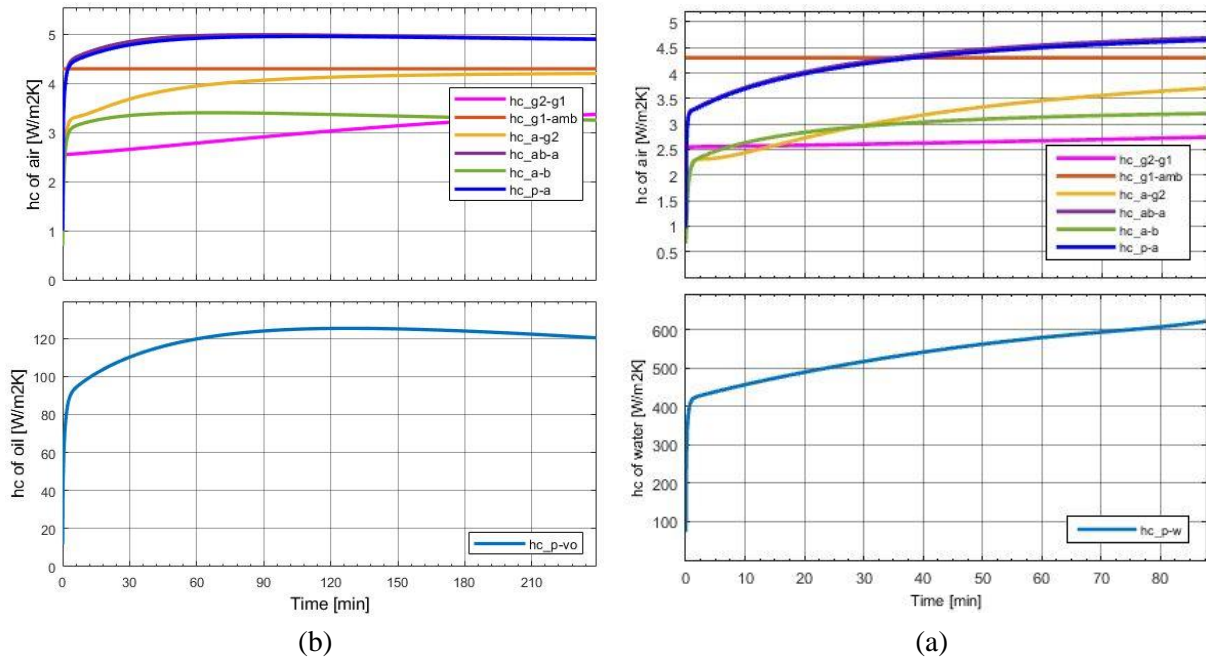 hc of air [W/m2K]
5
4
3
2
1
0
hc_g2-g1
hc_g1-amb
hc_a-g2
hc_ab-a
hc_a-b
hc_p-a
hc of oil [W/m2K]
120
100
80
60
40
20
0
hc_p-vo
0 30 60 90 120 150 180 210
Time [min]
(b)
hc of air [W/m2K]
5
4.5
4
3.5
3
2.5
2
1.5
1
0.5
hc_g2-g1
hc_g1-amb
hc_a-g2
hc_ab-a
hc_a-b
hc_p-a
hc of water [W/m2K]
600
500
400
300
200
100
hc_p-w
0 10 20 30 40 50 60 70 80
Time [min]
(a)